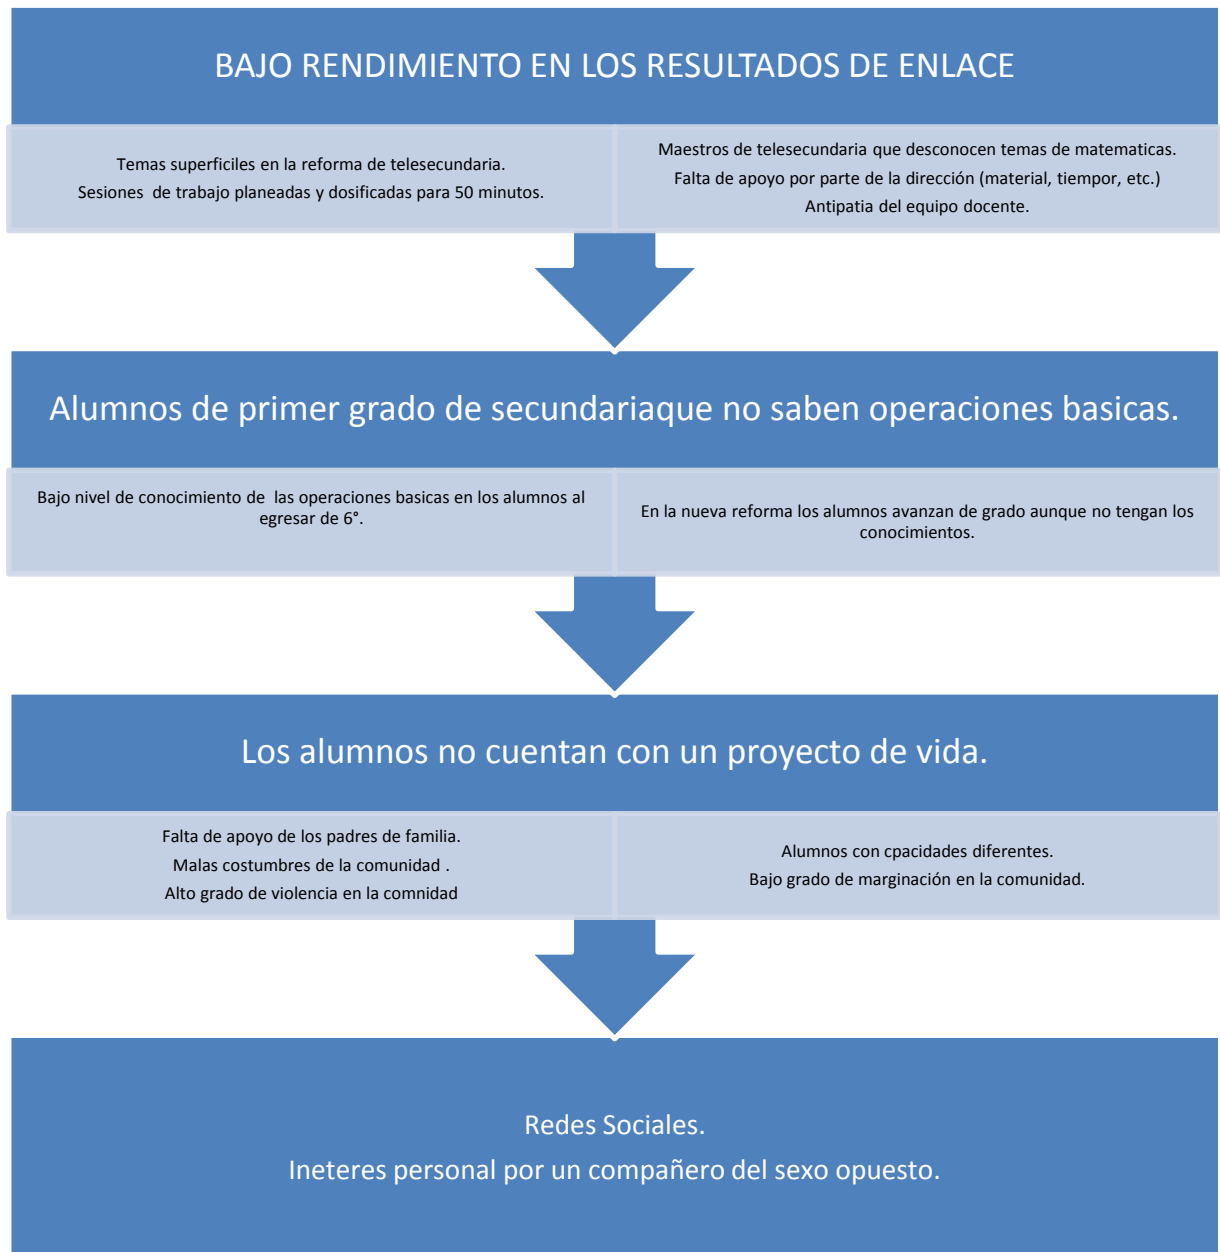 BAJO RENDIMIENTO EN LOS RESULTADOS DE ENLACE
Temas superficiles en la reforma de telesecundaria.
Sesiones de trabajo planeadas y dosificadas para 50 minutos.
Maestros de telesecundaria que desconocen temas de matematicas.
Falta de apoyo por parte de la dirección (material, tiempor, etc.)
Antipatia del equipo docente.
Alumnos de primer grado de secundariaque no saben operaciones basicas.
Bajo nivel de conocimiento de las operaciones basicas en los alumnos al
egresar de 6°.
En la nueva reforma los alumnos avanzan de grado aunque no tengan los
conocimientos.
Los alumnos no cuentan con un proyecto de vida.
Falta de apoyo de los padres de familia.
Malas costumbres de la comunidad .
Alto grado de violencia en la comnidad
Alumnos con cpacidades diferentes.
Bajo grado de marginación en la comunidad.
Redes Sociales.
Ineteres personal por un compañero del sexo opuesto.